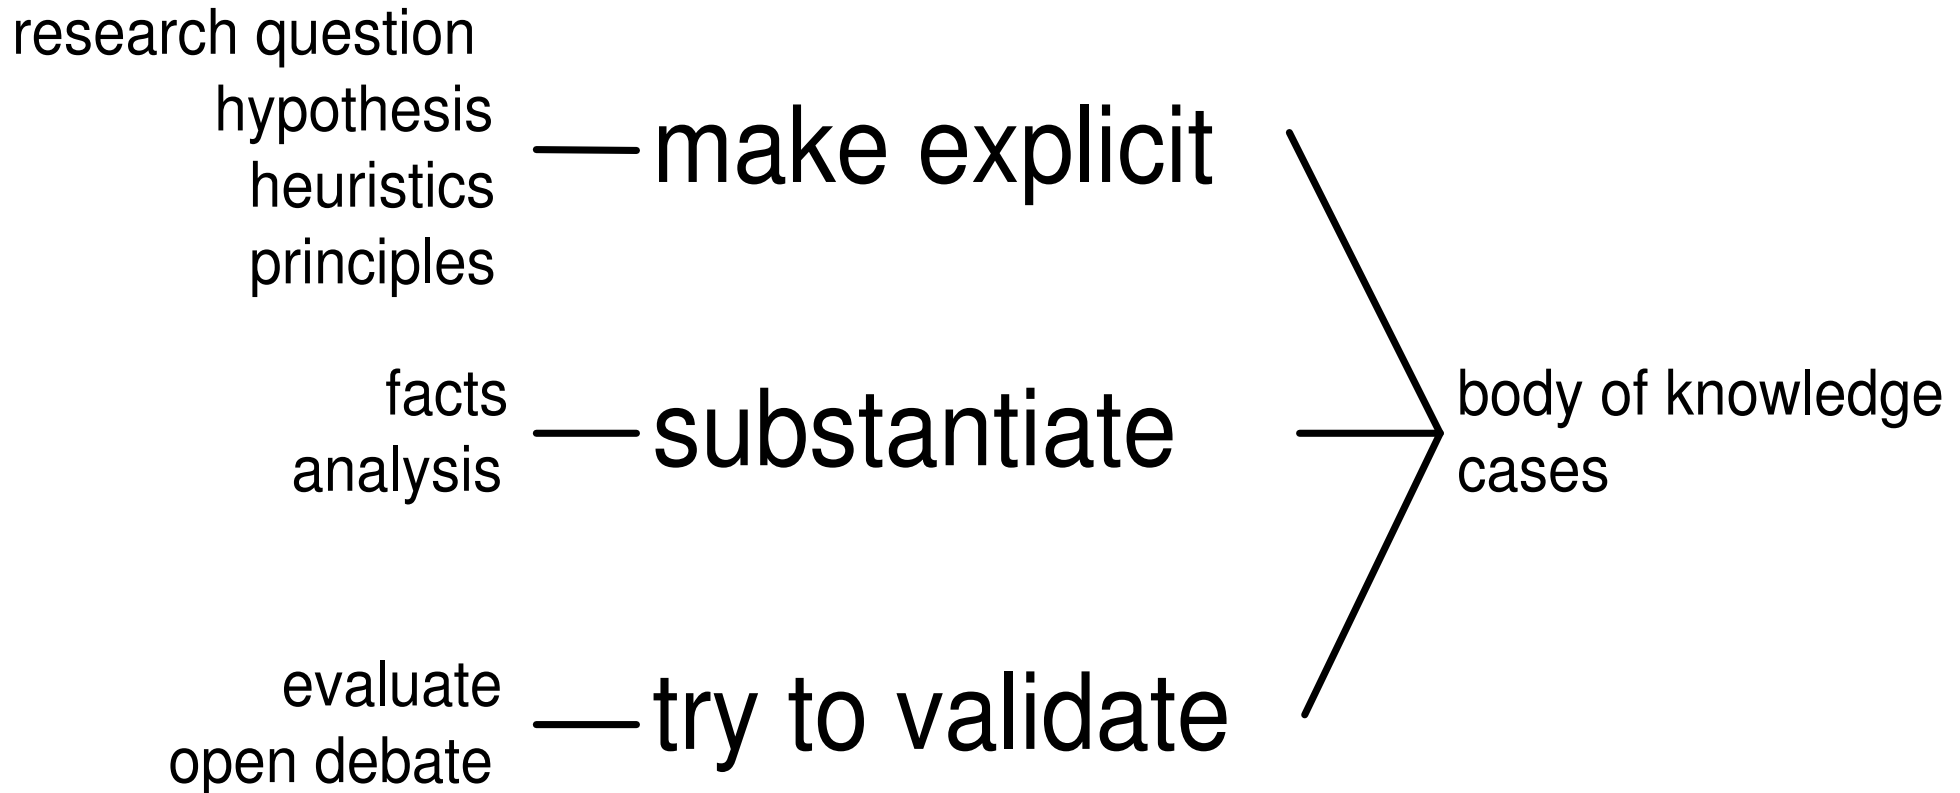 research question
hypothesis
heuristics
principles
make explicit
facts
analysis
substantiate
evaluate
open debate
try to validate
body of knowledge
cases